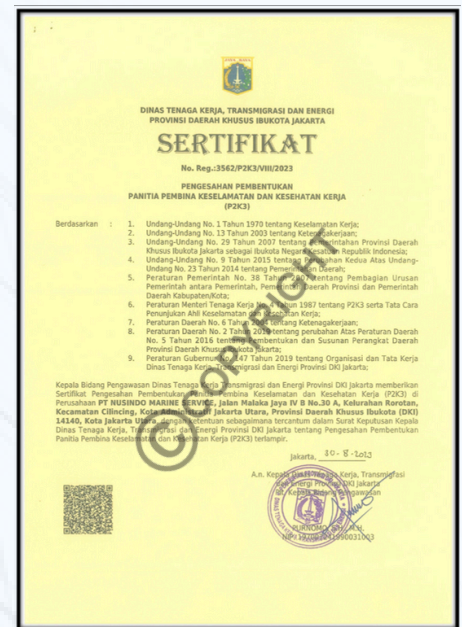 DINAS TENAGA KERJA, TRANSMIGRASI DAN ENERGI
PROVINSI DAERAH KHUSUS IBUKOTA JAKARTA
SERTIFIKAT
No. Reg.:3562/P2K3/VIII/2023
PENGESAHAN PEMBENTUKAN
PANITIA PEMBINA KESELAMATAN DAN KESEHATAN KERJA
(P2K3)
Berdasarkan : 1. Undang-Undang No. 1 Tahun 1970 tentang Keselamatan Kerja;
2. Undang-Undang No. 13 Tahun 2003 tentang Ketenagakerjaan;
3. Undang-Undang No. 29 Tahun 2007 tentang Pemerintahan Provinsi Daerah
Khusus Ibukota Jakarta sebagai Ibukota Negara Kesatuan Republik Indonesia;
4. Undang-Undang No. 9 Tahun 2015 tentang Perubahan Kedua Atas Undang-
Undang No. 23 Tahun 2014 tentang Pemerintahan Daerah;
5. Peraturan Pemerintah No. 38 Tahun 2007 tentang Pembagian Urusan
Pemerintah antara Pemerintah, Pemerintah Daerah Provinsi dan Pemerintah
Daerah Kabupaten/Kota;
6. Peraturan Menteri Tenaga Kerja No. 4 Tahun 1987 tentang P2K3 serta Tata Cara
Penunjukan Ahli Keselamatan dan Kesehatan Kerja;
7. Peraturan Daerah No. 6 Tahun tentang Ketenagakerjaan;
8. Peraturan Daerah No. 2 Tahun 2019 tentang perubahan Atas Peraturan Daerah
No. 5 Tahun 2016 tentang Pembentukan dan Susunan Perangkat Daerah
Provinsi Daerah Khusus Ibukota Jakarta;
9. Peraturan Gubernur No. 147 Tahun 2019 tentang Organisasi dan Tata Kerja
Dinas Tenaga Kerja, Transmigrasi dan Energi Provinsi DKI Jakarta;
Kepala Bidang Pengawasan Dinas Tenaga Kerja Transmigrasi dan Energi Provinsi DKI Jakarta memberikan
Sertifikat Pengesahan Pembentukan Panitia Pembina Keselamatan dan Kesehatan Kerja (P2K3) di
Perusahaan PT NUSINDO MARINE SERVICE, Jalan Malaka Jaya IV B No.30 A, Kelurahan Rorotan,
Kecamatan Cilincing, Kota Administratif Jakarta Utara, Provinsi Daerah Khusus Ibukota (DKI)
14140, Kota Jakarta Utara, dengan ketentuan sebagaimana tercantum dalam Surat Keputusan Kepala
Dinas Tenaga Kerja, Transmigrasi dan Energi Provinsi DKI Jakarta tentang Pengesahan Pembentukan
Panitia Pembina Keselamatan dan Kesehatan Kerja (P2K3) terlampir.
Jakarta, 10-8-2023
A.n. Kepala Dinas Tenaga Kerja, Transmigrasi
dan Energi Provinsi DKI Jakarta
Kepala Bidang Pengawasan
PURNOMO,
© COPYRIGHT